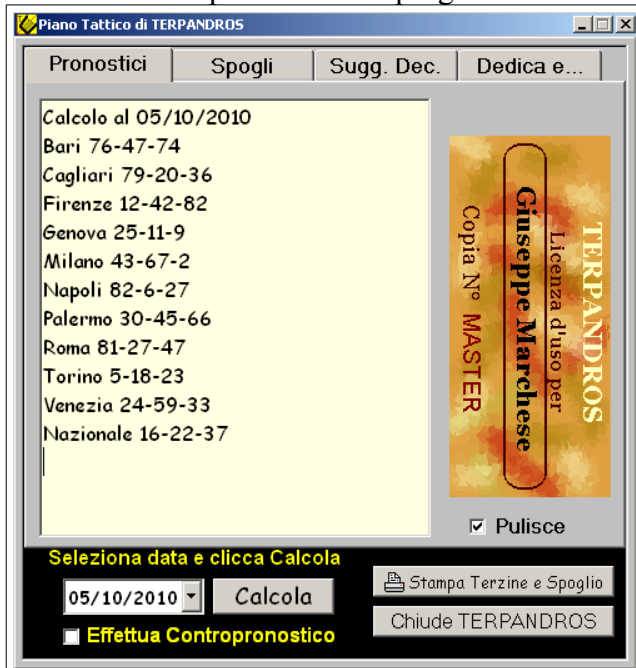 Piano Tattico di TERPANDROS
Pronostici
Spogli
Sugg. Dec.
Dedica e...
Calcolo al 05/10/2010
Bari 76-47-74
Cagliari 79-20-36
Firenze 12-42-82
Genova 25-11-9
Milano 43-67-2
Napoli 82-6-27
Palermo 30-45-66
Roma 81-27-47
Torino 5-18-23
Venezia 24-59-33
Nazionale 16-22-37
TERPANDROS
Licenza d'uso per
Giuseppe Marchese
Copia N° MASTER
Pulisce
Seleziona data e clicca Calcola
05/10/2010
Calcola
Effettua Contropronostico
Stampa Terzine e Spoglio
Chiude TERPANDROS